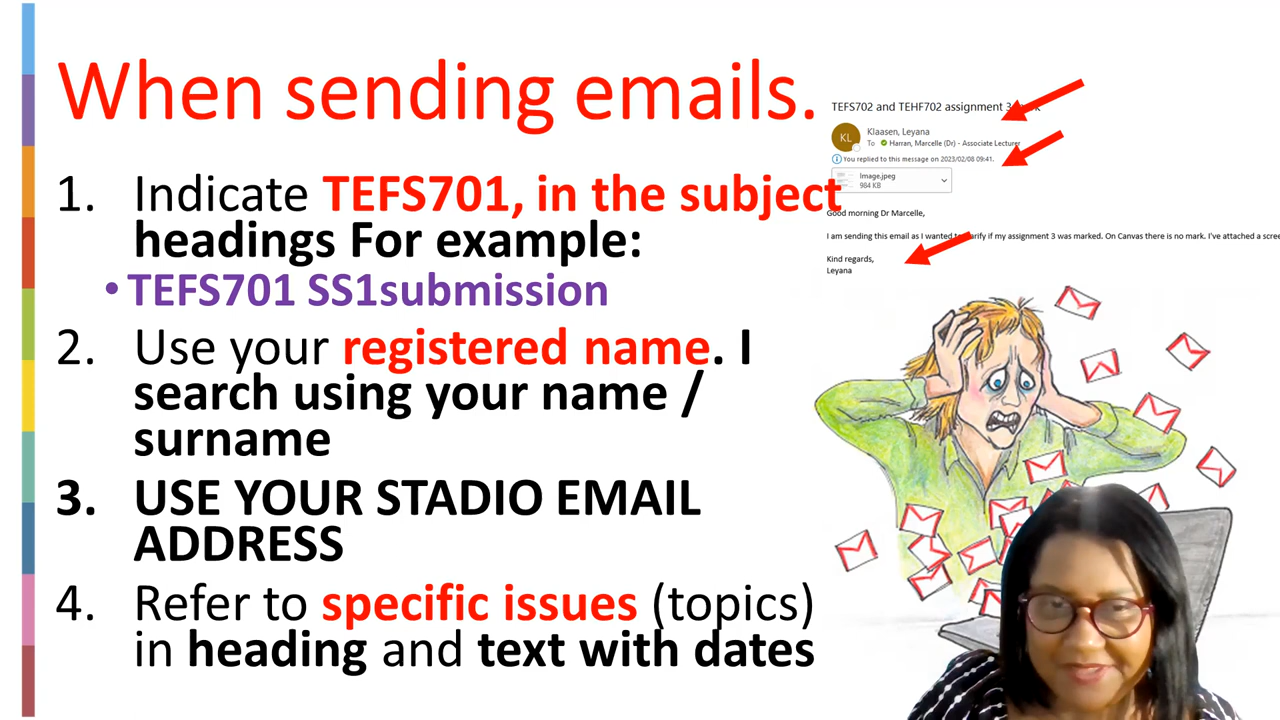 When sending emails.
1. Indicate TEFS701, in the subject
headings For example:
• TEFS701 SS1submission
2. Use your registered name. I
search using your name /
surname
3. USE YOUR STADIO EMAIL
ADDRESS
4. Refer to specific issues (topics)
in heading and text with dates
TEFS702 and TEHF702 assignment 3
KL
Klaasen, Leyana
To Harran, Marcelle (Dr) - Associate Lecturer
You replied to this message on 2023/02/08 09:41.
Image.jpeg
984 KB
Good morning Dr Marcelle,
I am sending this email as I wanted to clarify if my assignment 3 was marked. On Canvas there is no mark. I've attached a
Kind regards,
Leyana